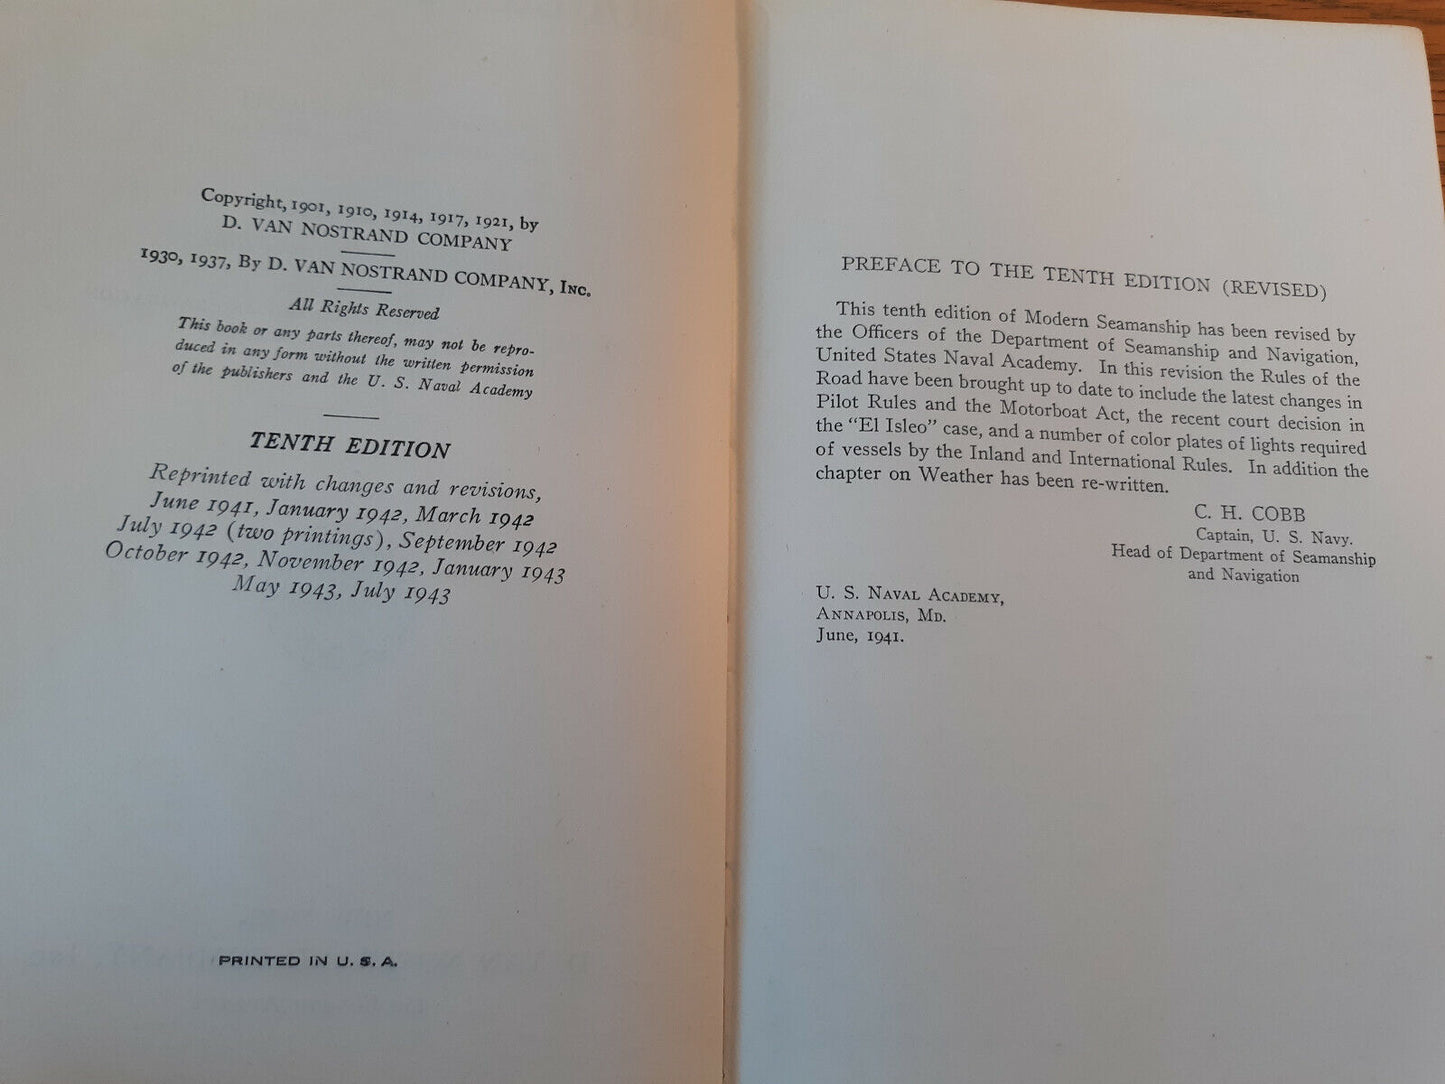 Copyright, 1901, 1910, 1914, 1917, 1921, by
D. VAN NOSTRAND COMPANY
1930, 1937, By D. VAN NOSTRAND COMPANY, INC.
All Rights Reserved
This book or any parts thereof, may not be repro-
duced in any form without the written permission
of the publishers and the U. S. Naval Academy
TENTH EDITION
Reprinted with changes and revisions,
June 1941, January 1942, March 1942
July 1942 (two printings), September 1942
October 1942, November 1942, January 1943
May 1943, July 1943
PRINTED IN U. S. A.
PREFACE TO THE TENTH EDITION (REVISED)
This tenth edition of Modern Seamanship has been revised by
the Officers of the Department of Seamanship and Navigation,
United States Naval Academy. In this revision the Rules of the
Road have been brought up to date to include the latest changes in
Pilot Rules and the Motorboat Act, the recent court decision in
the "El Isleo" case, and a number of color plates of lights required
of vessels by the Inland and International Rules. In addition the
chapter on Weather has been re-written.
C. H. COBB
Captain, U. S. Navy.
Head of Department of Seamanship
and Navigation
U. S. NAVAL ACADEMY,
ANNAPOLIS, MD.
June, 1941.